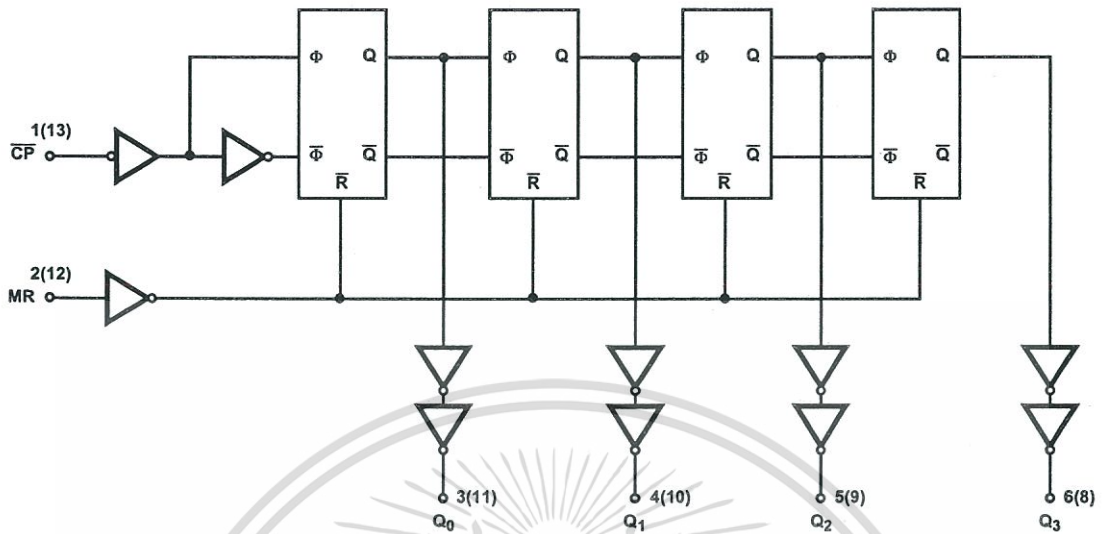 Φ Q Φ Q Φ Q Φ Q
1(13)
C̅P̅
Φ̅ Q̅ Φ̅ Q̅ Φ̅ Q̅ Φ̅ Q̅
R̅ R̅ R̅ R̅
2(12)
MR
3(11) 4(10) 5(9) 6(8)
Q₀ Q₁ Q₂ Q₃